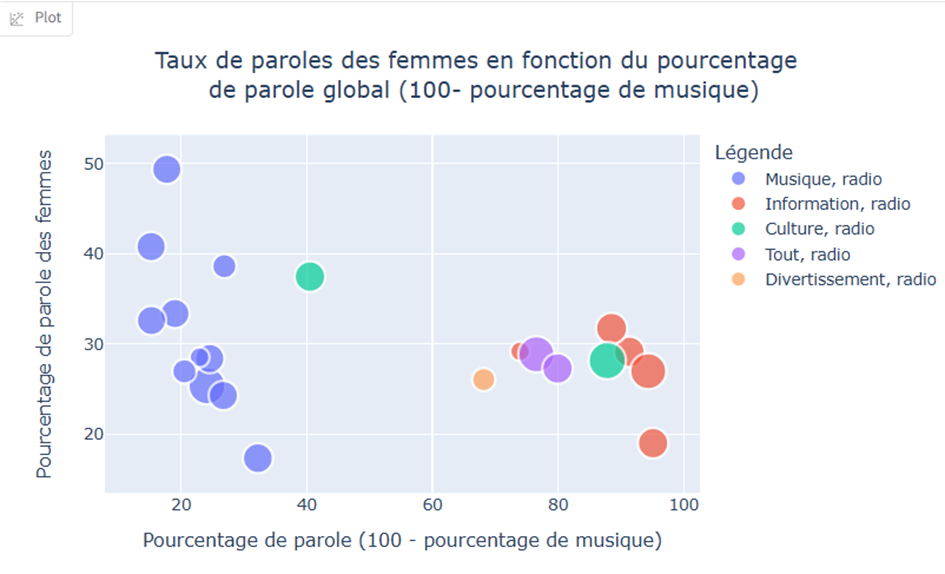 Plot
Taux de paroles des femmes en fonction du pourcentage
de parole global (100- pourcentage de musique)
Pourcentage de parole des femmes
50
40
30
20
20
40
60
80
100
Pourcentage de parole (100 - pourcentage de musique)
Légende
Musique, radio
Information, radio
Culture, radio
Tout, radio
Divertissement, radio